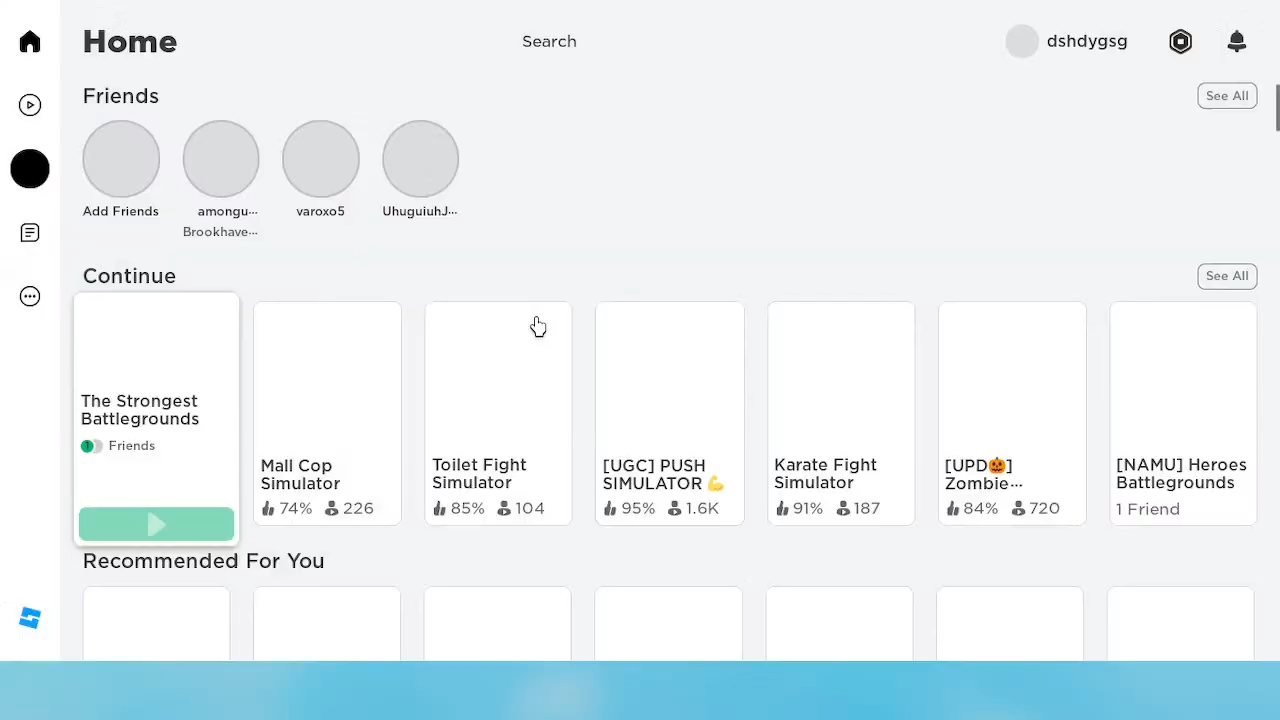 Home
Search
dshdygsg
Friends
See All
Add Friends
amongu···
varoxo5
UhuguiuhJ···
Brookhave···
Continue
See All
The Strongest
Battlegrounds
1 Friends
Mall Cop
Simulator
74% 226
Toilet Fight
Simulator
85% 104
[UGC] PUSH
SIMULATOR 💪
95% 1.6K
Karate Fight
Simulator
91% 187
[UPD🎃]
Zombie···
84% 720
[NAMU] Heroes
Battlegrounds
1 Friend
Recommended For You